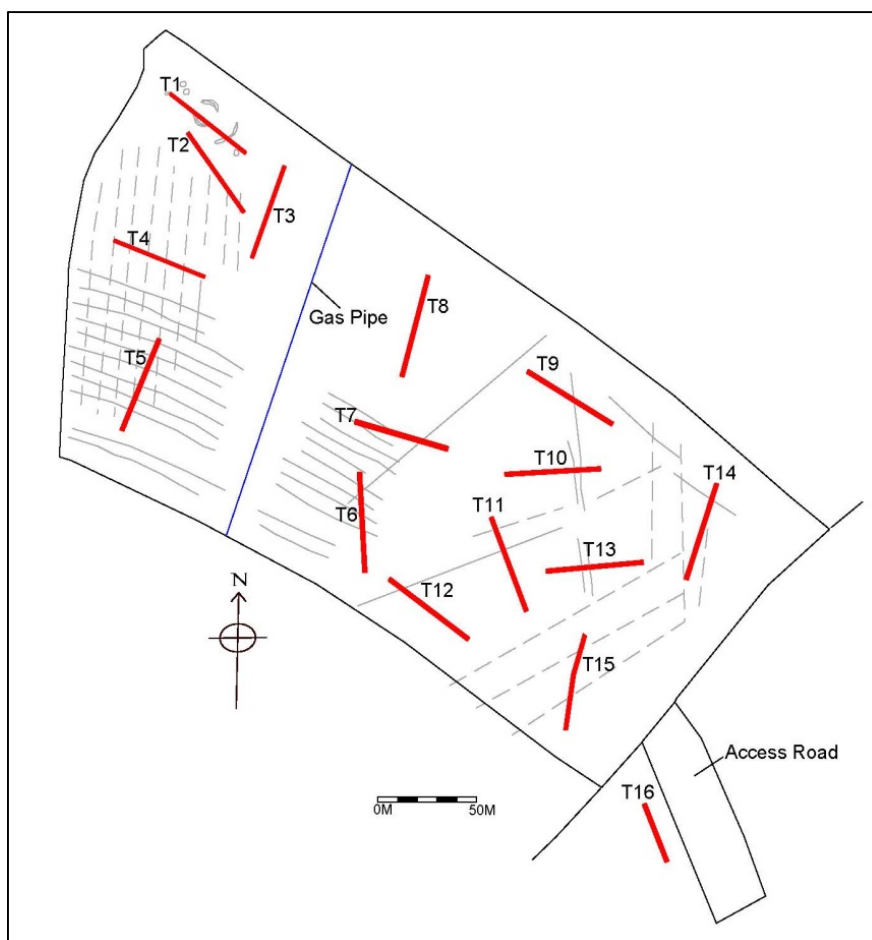 T1
T2
T3
T4
T5
Gas Pipe
T8
T9
T7
T10
T14
T6
T11
T13
T12
N
T15
Access Road
T16
0M 50M